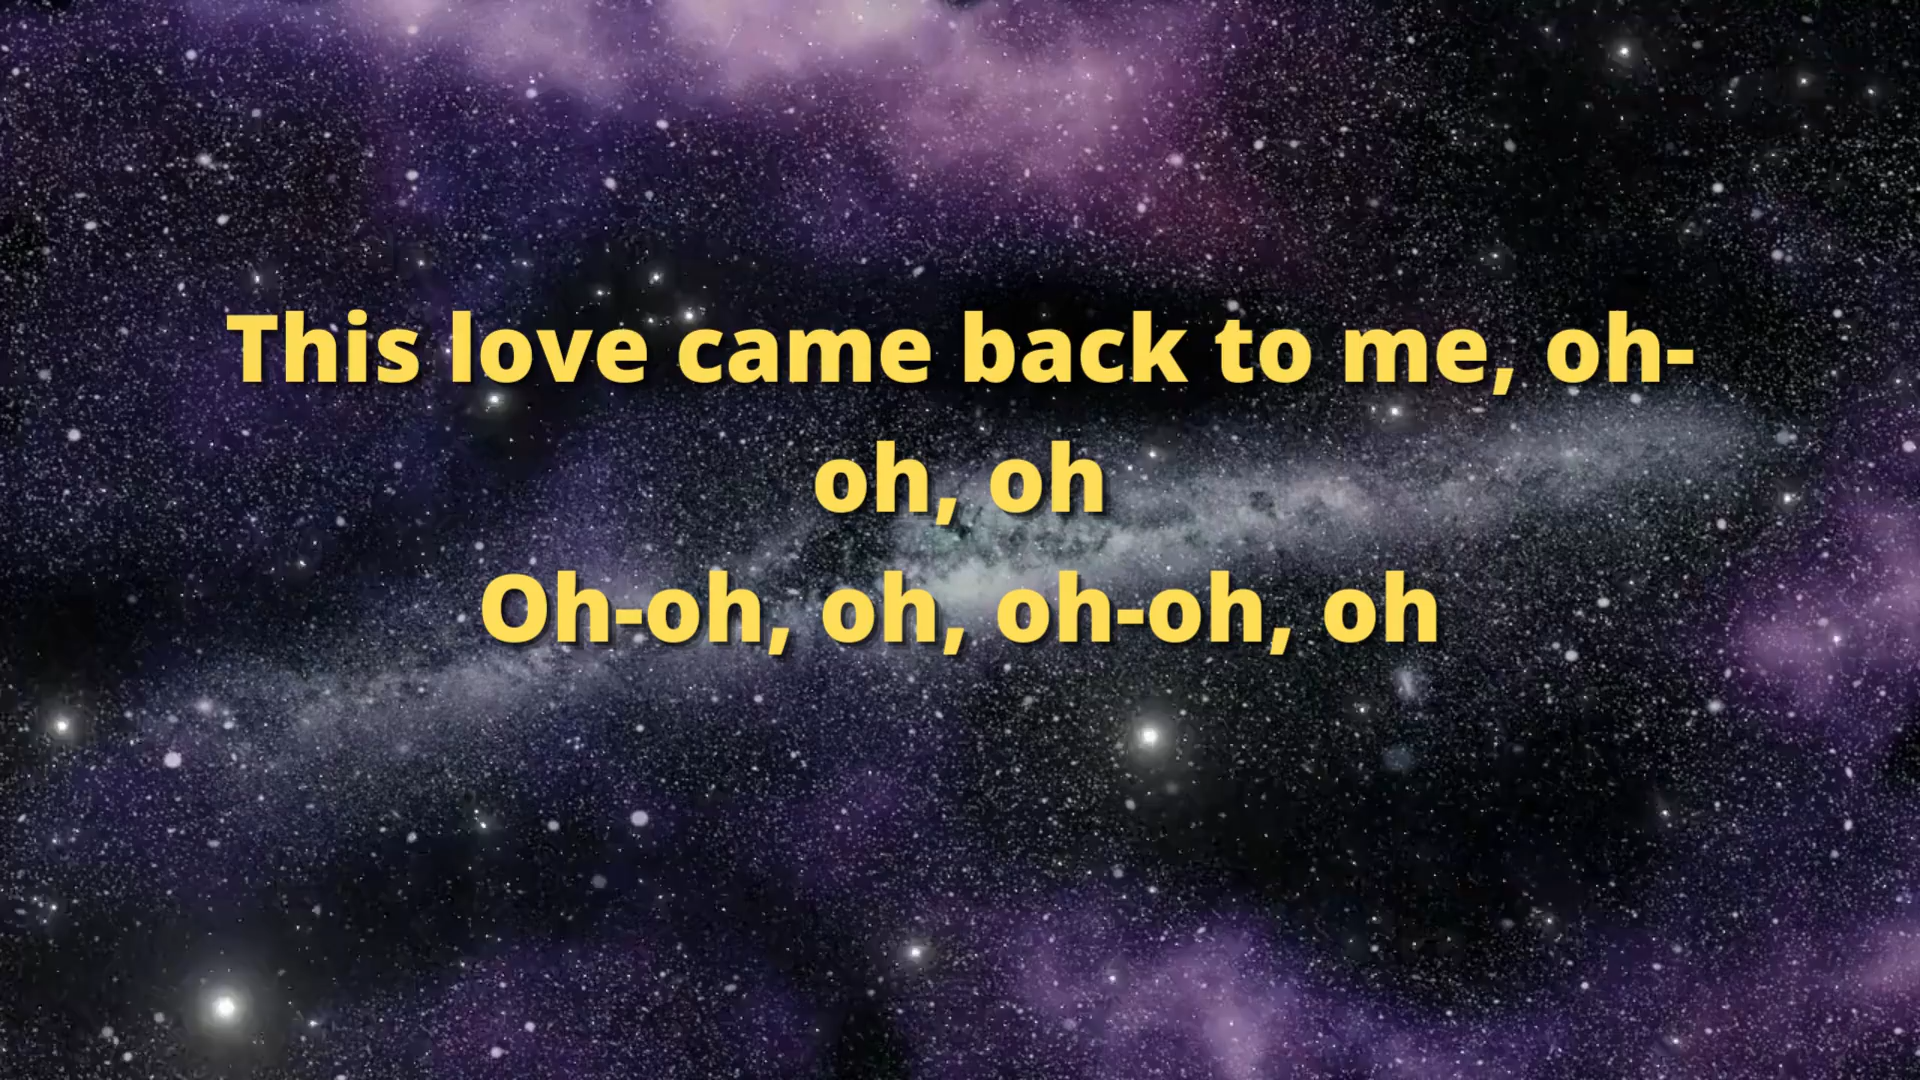 This love came back to me, oh-
oh, oh
Oh-oh, oh, oh-oh, oh